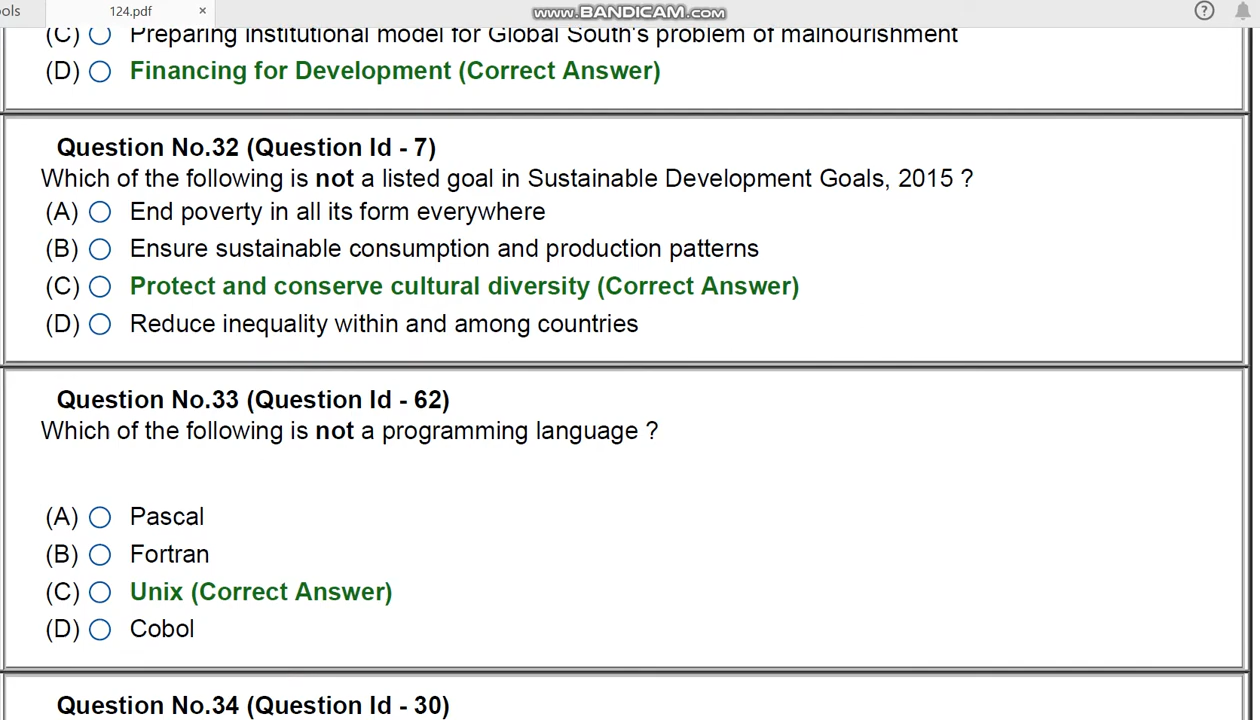 ols
124.pdf
×
www.BANDICAM.com
?
(C) Preparing institutional model for Global South's problem of malnourishment
(D) Financing for Development (Correct Answer)
Question No.32 (Question Id - 7)
Which of the following is not a listed goal in Sustainable Development Goals, 2015 ?
(A) End poverty in all its form everywhere
(B) Ensure sustainable consumption and production patterns
(C) Protect and conserve cultural diversity (Correct Answer)
(D) Reduce inequality within and among countries
Question No.33 (Question Id - 62)
Which of the following is not a programming language ?
(A) Pascal
(B) Fortran
(C) Unix (Correct Answer)
(D) Cobol
Question No.34 (Question Id - 30)